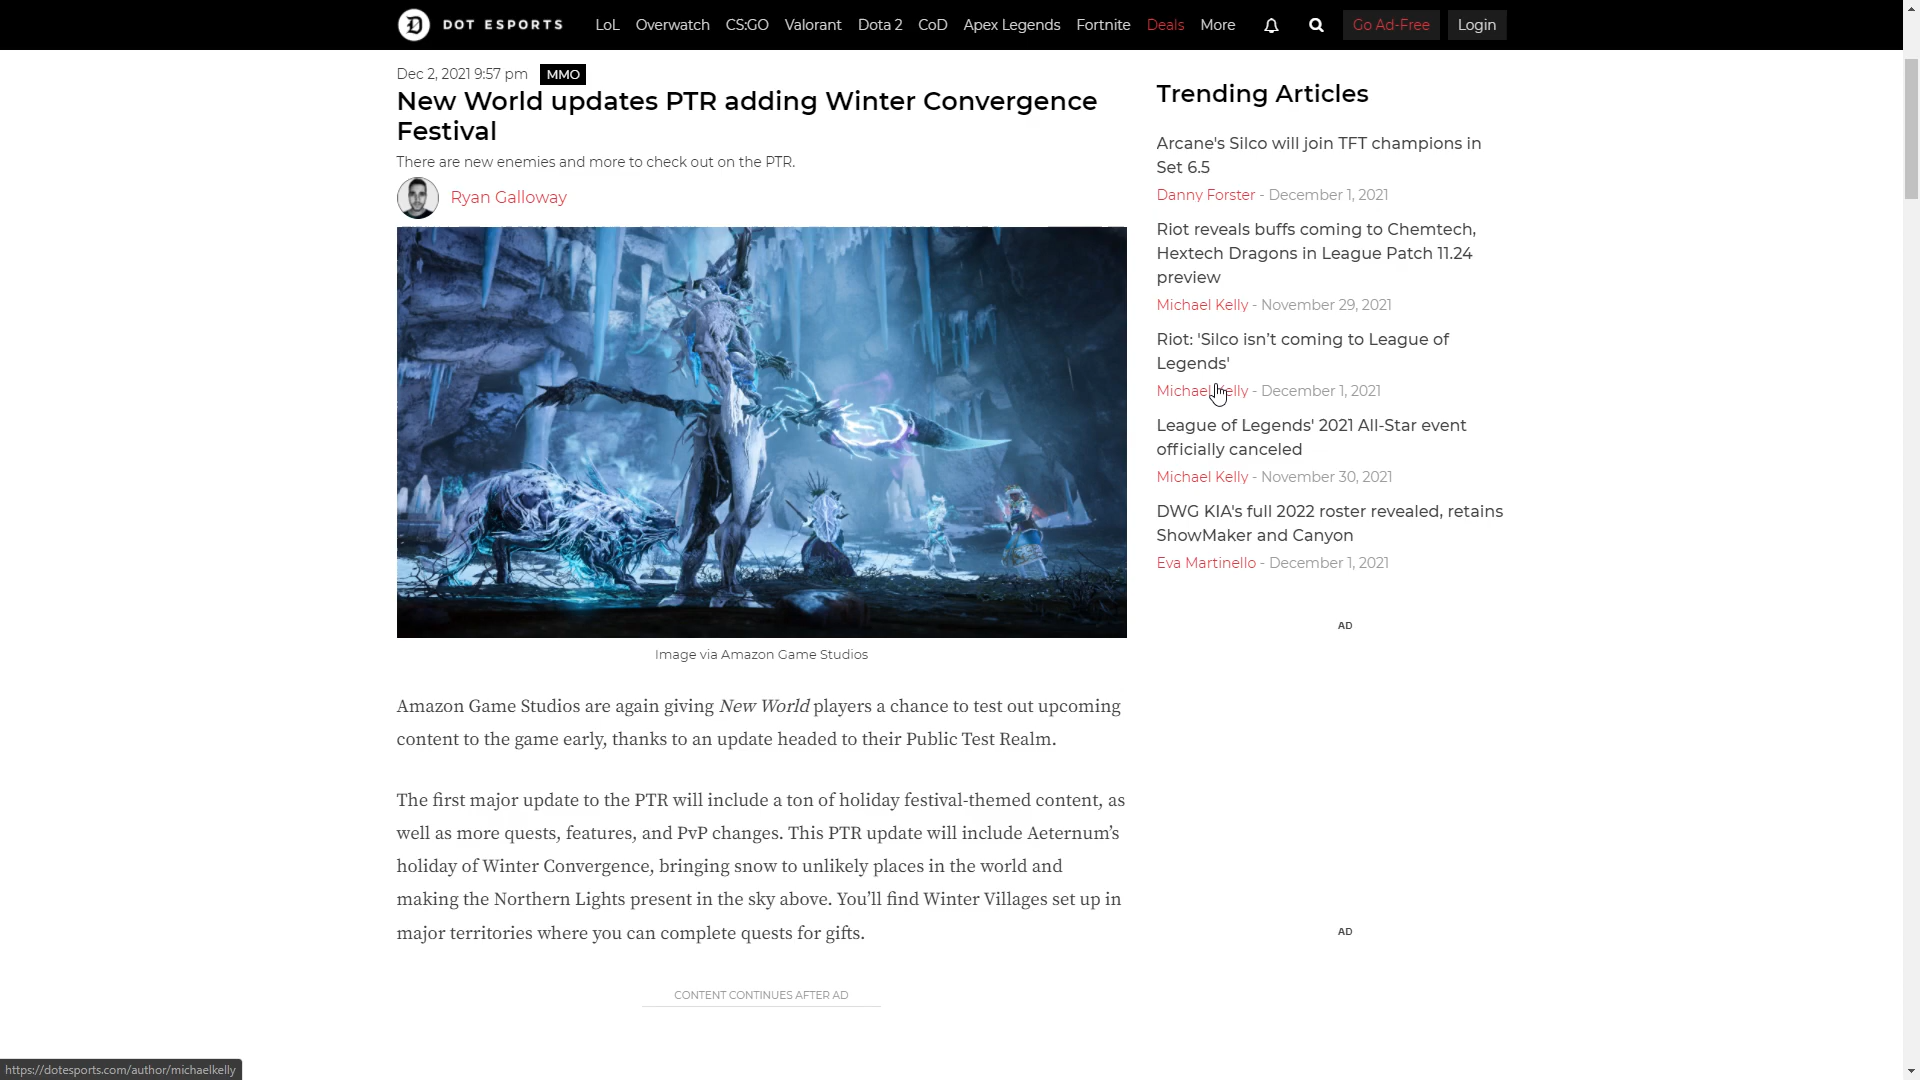 DOT ESPORTS LoL Overwatch CS:GO Valorant Dota 2 CoD Apex Legends Fortnite Deals More Go Ad-Free Login
Dec 2, 2021 9:57 pm MMO
New World updates PTR adding Winter Convergence
Festival
There are new enemies and more to check out on the PTR.
Ryan Galloway
Image via Amazon Game Studios
Amazon Game Studios are again giving New World players a chance to test out upcoming
content to the game early, thanks to an update headed to their Public Test Realm.
The first major update to the PTR will include a ton of holiday festival-themed content, as
well as more quests, features, and PvP changes. This PTR update will include Aeternum’s
holiday of Winter Convergence, bringing snow to unlikely places in the world and
making the Northern Lights present in the sky above. You’ll find Winter Villages set up in
major territories where you can complete quests for gifts.
CONTENT CONTINUES AFTER AD
Trending Articles
Arcane's Silco will join TFT champions in
Set 6.5
Danny Forster - December 1, 2021
Riot reveals buffs coming to Chemtech,
Hextech Dragons in League Patch 11.24
preview
Michael Kelly - November 29, 2021
Riot: 'Silco isn’t coming to League of
Legends'
Michael Kelly - December 1, 2021
League of Legends' 2021 All-Star event
officially canceled
Michael Kelly - November 30, 2021
DWG KIA's full 2022 roster revealed, retains
ShowMaker and Canyon
Eva Martinello - December 1, 2021
AD
AD
https://dotesports.com/author/michaelkelly